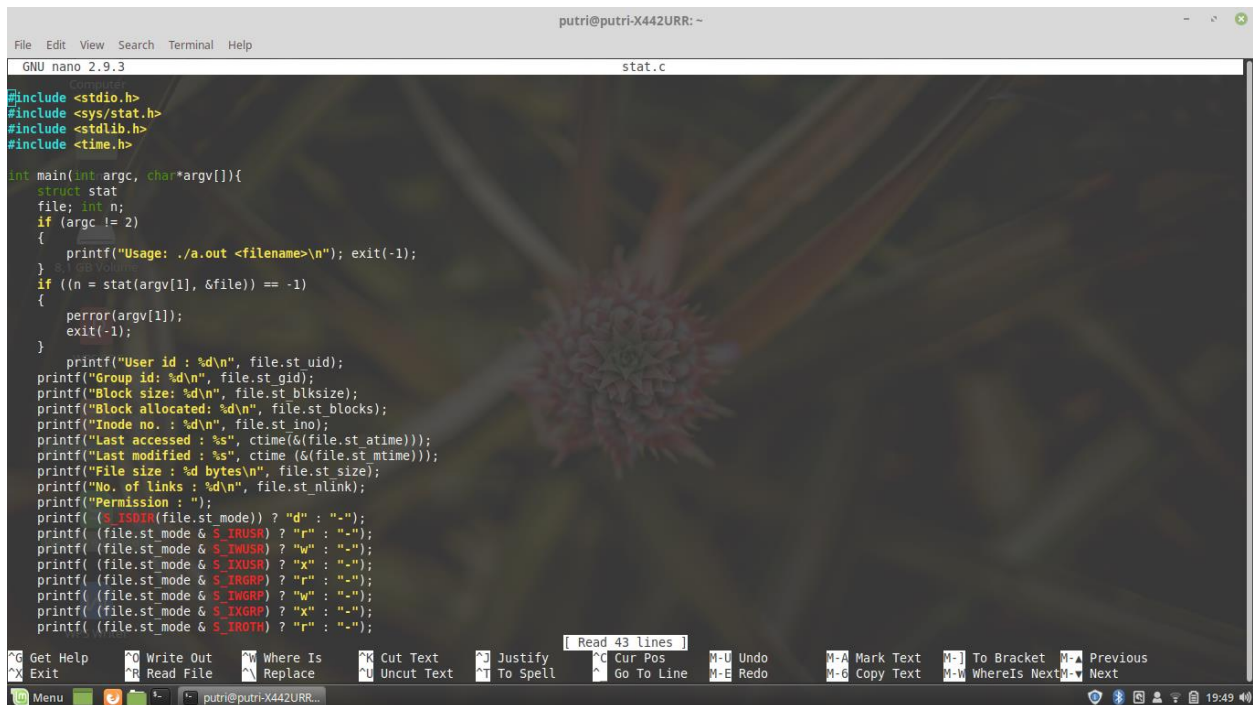 putri@putri-X442URR: ~
File Edit View Search Terminal Help
GNU nano 2.9.3 stat.c
Computer
#include <stdio.h>
#include <sys/stat.h>
#include <stdlib.h>
#include <time.h>
int main(int argc, char*argv[]){
struct stat
file; int n;
if (argc != 2)
{
printf("Usage: ./a.out <filename>\n"); exit(-1);
}
8,1 GB Volume
if ((n = stat(argv[1], &file)) == -1)
{
perror(argv[1]);
exit(-1);
}
printf("User id : %d\n", file.st_uid);
printf("Group id: %d\n", file.st_gid);
printf("Block size: %d\n", file.st_blksize);
printf("Block allocated: %d\n", file.st_blocks);
printf("Inode no. : %d\n", file.st_ino);
printf("Last accessed : %s", ctime(&(file.st_atime)));
printf("Last modified : %s", ctime (&(file.st_mtime)));
printf("File size : %d bytes\n", file.st_size);
printf("No. of links : %d\n", file.st_nlink);
printf("Permission : ");
printf( (S_ISDIR(file.st_mode)) ? "d" : "-");
printf( (file.st_mode & S_IRUSR) ? "r" : "-");
printf( (file.st_mode & S_IWUSR) ? "w" : "-");
printf( (file.st_mode & S_IXUSR) ? "x" : "-");
printf( (file.st_mode & S_IRGRP) ? "r" : "-");
printf( (file.st_mode & S_IWGRP) ? "w" : "-");
printf( (file.st_mode & S_IXGRP) ? "x" : "-");
printf( (file.st_mode & S_IROTH) ? "r" : "-");
WPS Writer
[ Read 43 lines ]
^G Get Help ^O Write Out ^W Where Is ^K Cut Text ^J Justify ^C Cur Pos M-U Undo M-A Mark Text M-] To Bracket M-▲ Previous
^X Exit ^R Read File ^\ Replace ^U Uncut Text ^T To Spell ^_ Go To Line M-E Redo M-6 Copy Text M-W WhereIs Next M-▼ Next
Menu putri@putri-X442URR... 19:49